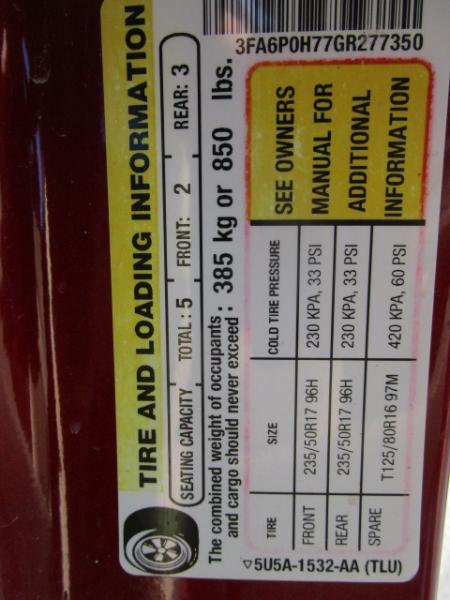 3FA6P0H77GR277350
TIRE AND LOADING INFORMATION
SEATING CAPACITY TOTAL : 5 FRONT: 2 REAR: 3
The combined weight of occupants : 385 kg or 850 lbs.
and cargo should never exceed :
TIRE SIZE COLD TIRE PRESSURE
FRONT 235/50R17 96H 230 KPA, 33 PSI
REAR 235/50R17 96H 230 KPA, 33 PSI
SPARE T125/80R16 97M 420 KPA, 60 PSI
SEE OWNERS
MANUAL FOR
ADDITIONAL
INFORMATION
▽5U5A-1532-AA (TLU)